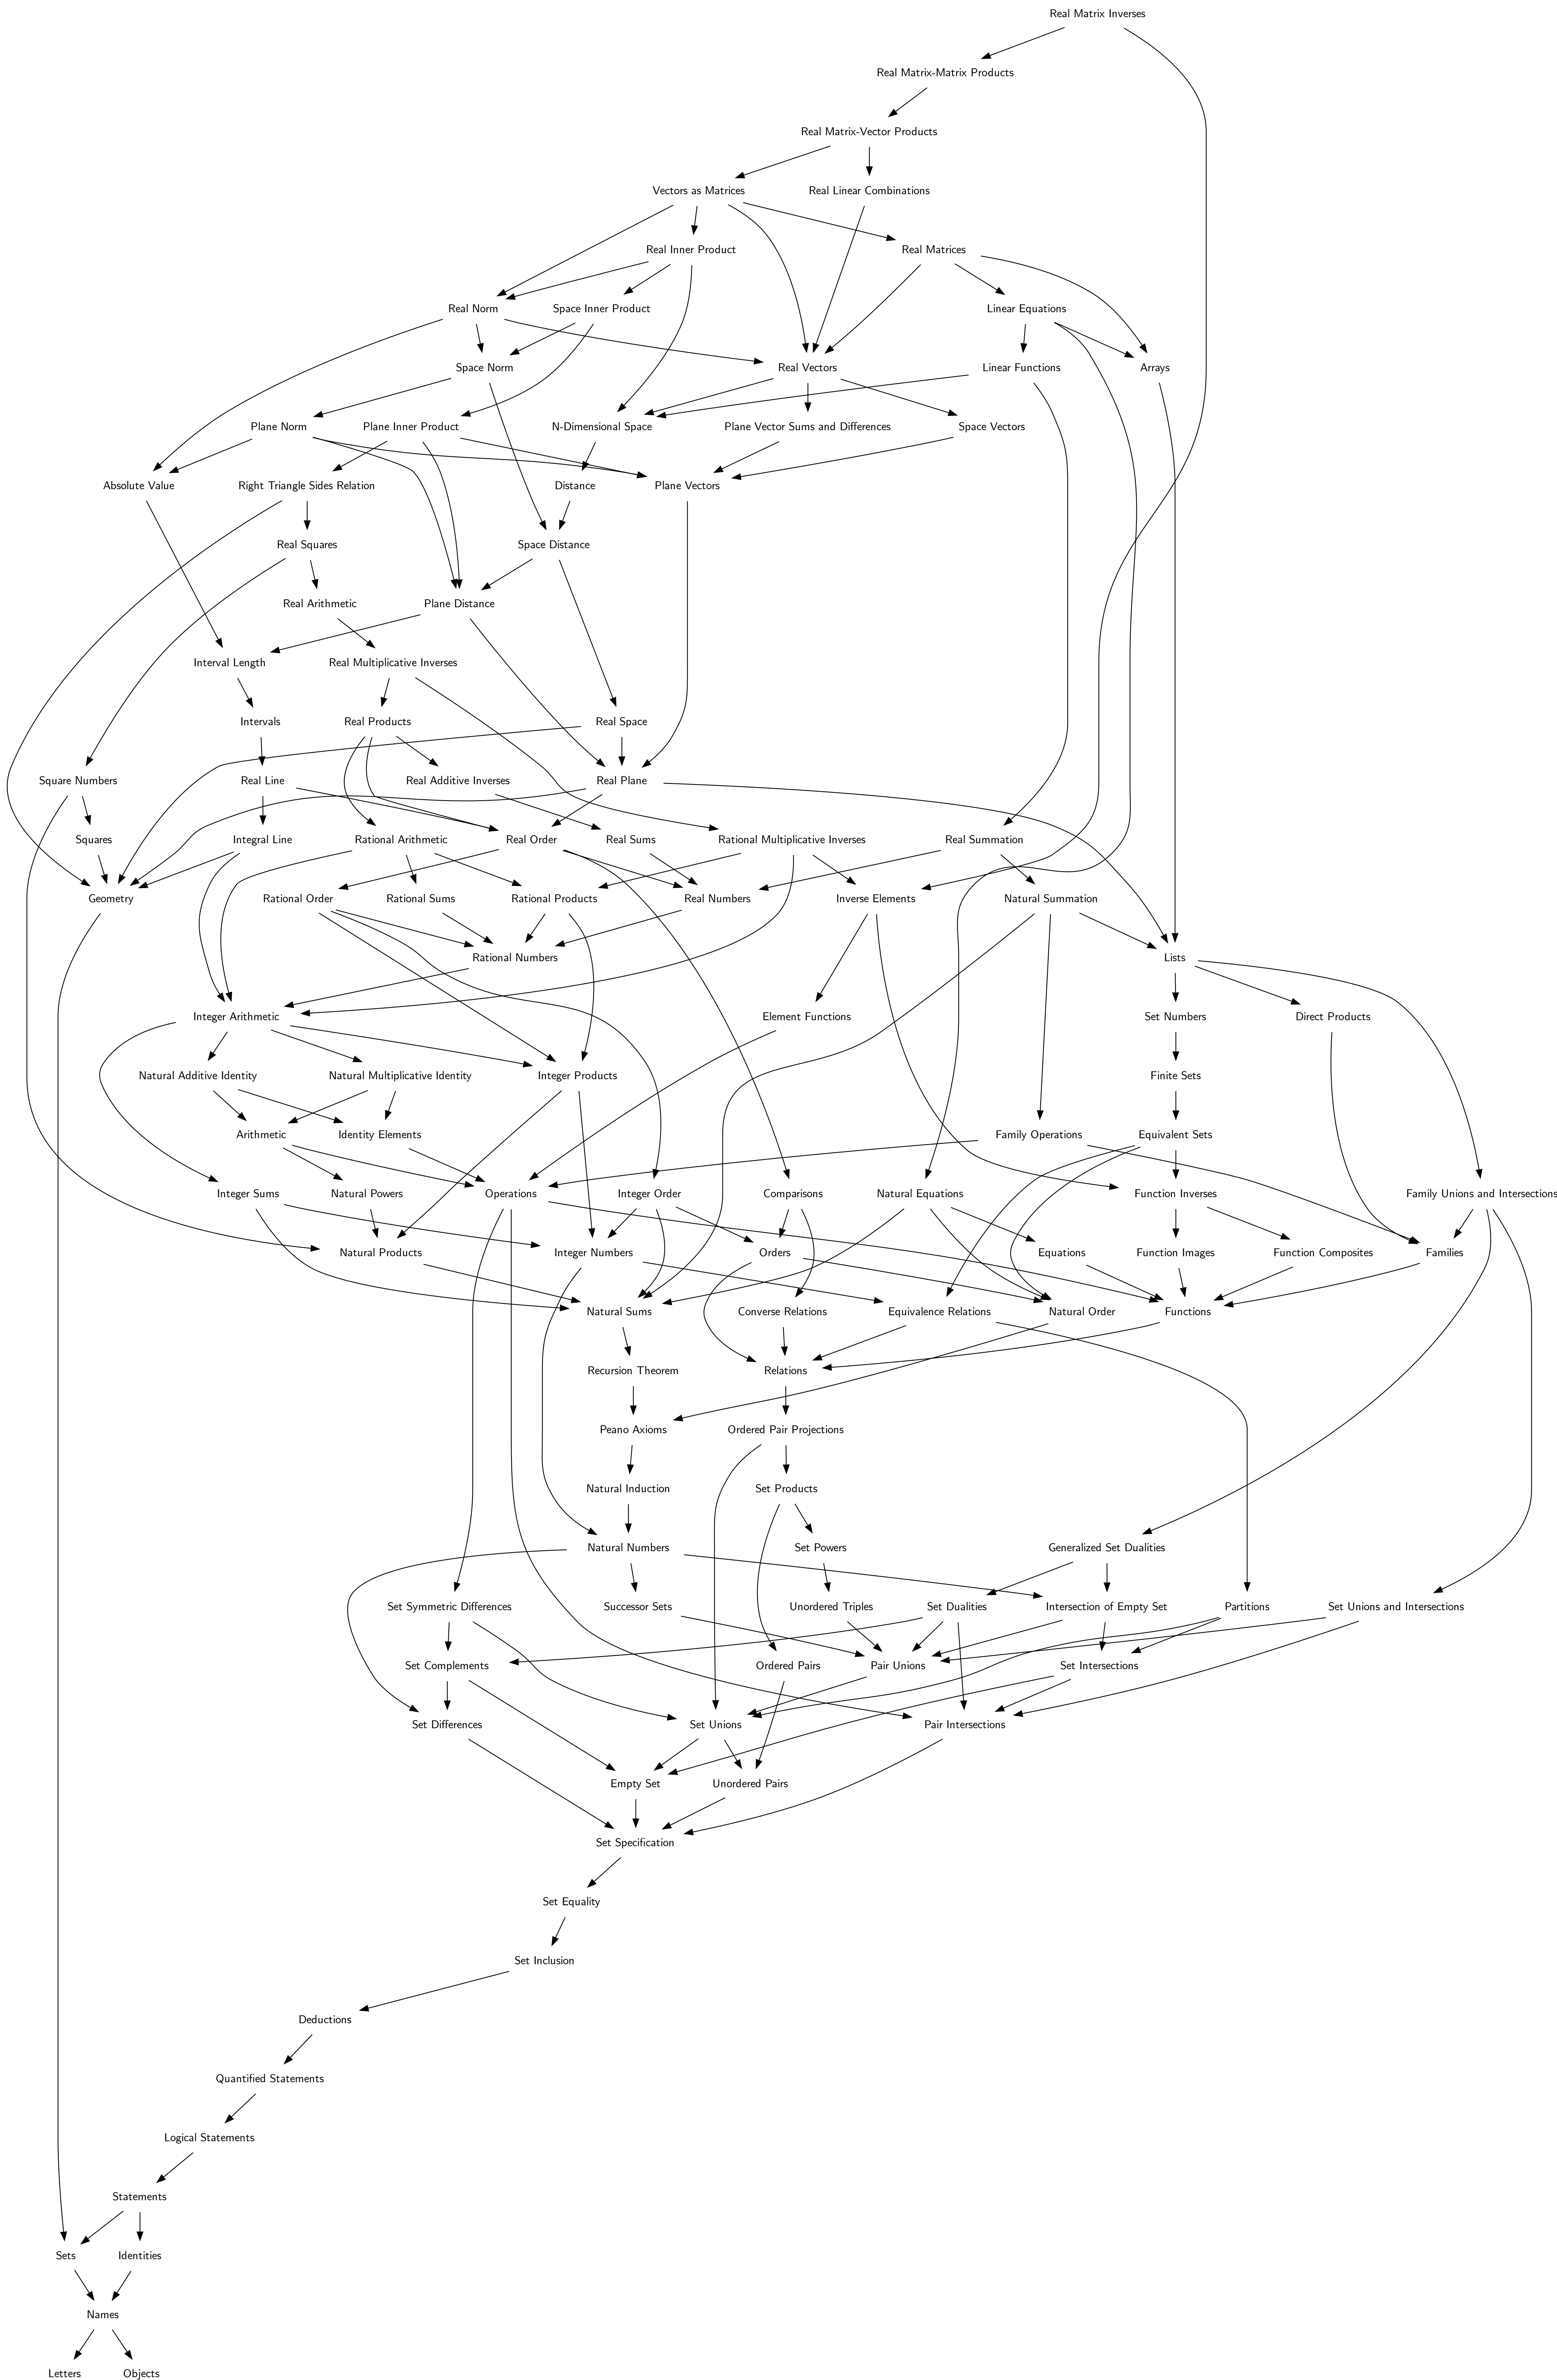 Real Matrix Inverses
Real Matrix-Matrix Products
Real Matrix-Vector Products
Vectors as Matrices
Real Linear Combinations
Real Inner Product
Real Matrices
Real Norm
Space Inner Product
Linear Equations
Space Norm
Real Vectors
Linear Functions
Arrays
Plane Norm
Plane Inner Product
N-Dimensional Space
Plane Vector Sums and Differences
Space Vectors
Absolute Value
Right Triangle Sides Relation
Distance
Plane Vectors
Real Squares
Space Distance
Real Arithmetic
Plane Distance
Interval Length
Real Multiplicative Inverses
Intervals
Real Products
Real Space
Square Numbers
Real Line
Real Additive Inverses
Real Plane
Squares
Integral Line
Rational Arithmetic
Real Order
Real Sums
Rational Multiplicative Inverses
Real Summation
Geometry
Rational Order
Rational Sums
Rational Products
Real Numbers
Inverse Elements
Natural Summation
Rational Numbers
Lists
Integer Arithmetic
Element Functions
Set Numbers
Direct Products
Natural Additive Identity
Natural Multiplicative Identity
Integer Products
Finite Sets
Arithmetic
Identity Elements
Family Operations
Equivalent Sets
Integer Sums
Natural Powers
Operations
Integer Order
Comparisons
Natural Equations
Function Inverses
Family Unions and Intersections
Natural Products
Integer Numbers
Orders
Equations
Function Images
Function Composites
Families
Natural Sums
Converse Relations
Equivalence Relations
Natural Order
Functions
Recursion Theorem
Relations
Peano Axioms
Ordered Pair Projections
Natural Induction
Set Products
Natural Numbers
Set Powers
Generalized Set Dualities
Set Symmetric Differences
Successor Sets
Unordered Triples
Set Dualities
Intersection of Empty Set
Partitions
Set Unions and Intersections
Set Complements
Ordered Pairs
Pair Unions
Set Intersections
Set Differences
Set Unions
Pair Intersections
Empty Set
Unordered Pairs
Set Specification
Set Equality
Set Inclusion
Deductions
Quantified Statements
Logical Statements
Statements
Sets
Identities
Names
Letters
Objects